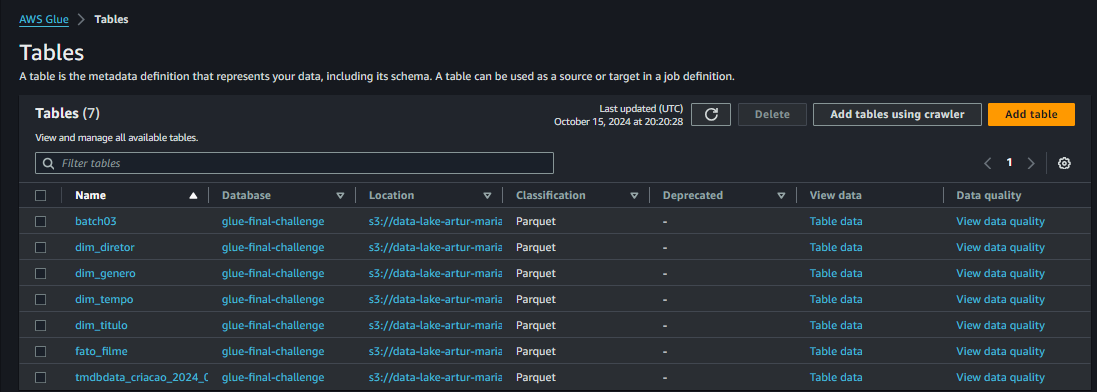 AWS Glue > Tables
Tables
A table is the metadata definition that represents your data, including its schema. A table can be used as a source or target in a job definition.
Tables (7)
Last updated (UTC)
October 15, 2024 at 20:20:28
Delete
Add tables using crawler
Add table
View and manage all available tables.
Filter tables
1
Name Database Location Classification Deprecated View data Data quality
batch03 glue-final-challenge s3://data-lake-artur-maria Parquet - Table data View data quality
dim_diretor glue-final-challenge s3://data-lake-artur-maria Parquet - Table data View data quality
dim_genero glue-final-challenge s3://data-lake-artur-maria Parquet - Table data View data quality
dim_tempo glue-final-challenge s3://data-lake-artur-maria Parquet - Table data View data quality
dim_titulo glue-final-challenge s3://data-lake-artur-maria Parquet - Table data View data quality
fato_filme glue-final-challenge s3://data-lake-artur-maria Parquet - Table data View data quality
tmdbdata_criacao_2024_0 glue-final-challenge s3://data-lake-artur-maria Parquet - Table data View data quality